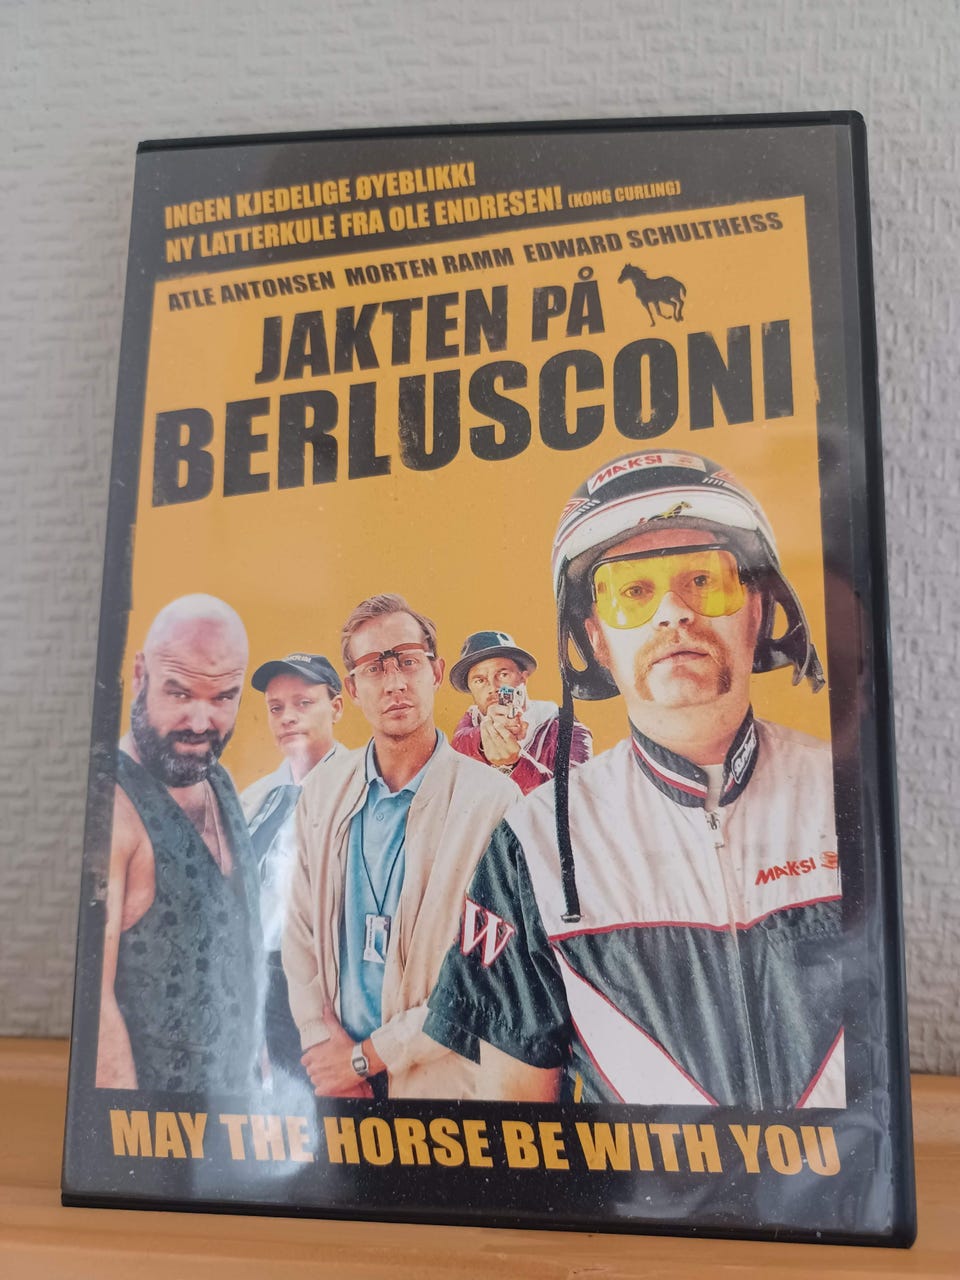 INGEN KJEDELIGE ØYEBLIKK!
NY LATTERKULE FRA OLE ENDRESEN! (KONG CURLING)
ATLE ANTONSEN MORTEN RAMM EDWARD SCHULTHEISS
JAKTEN PÅ
BERLUSCONI
MAKSI
MAKSI
W
MAY THE HORSE BE WITH YOU